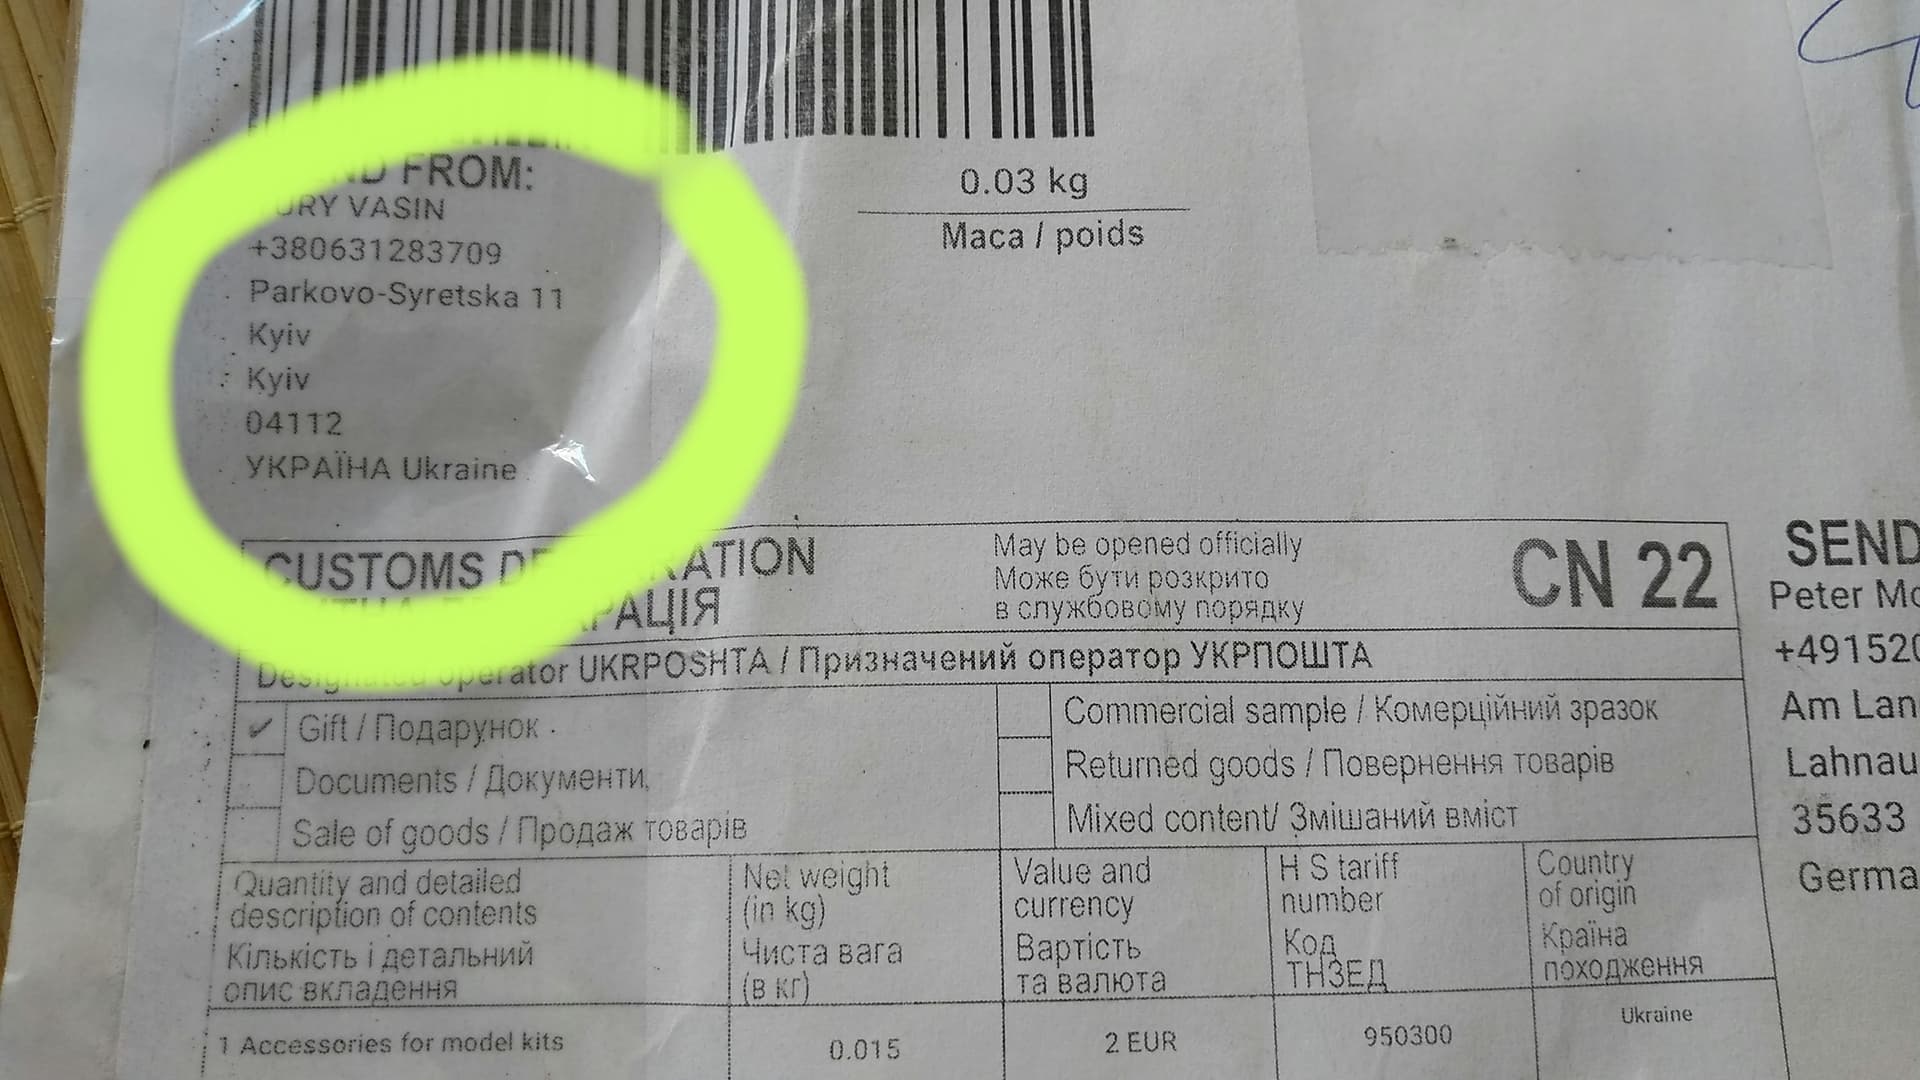 FROM:
VASIN
+380631283709
Parkovo-Syretska 11
Kyiv
Kyiv
04112
УКРАЇНА Ukraine
0.03 kg
Маса / poids
CUSTOMS
May be opened officially
Може бути розкрито
в службовому порядку
CN 22
Designated operator UKRPOSHTA / Призначений оператор УКРПОШТА
✓ Gift / Подарунок
Documents / Документи
Sale of goods / Продаж товарів
Commercial sample / Комерційний зразок
Returned goods / Повернення товарів
Mixed content/ Змішаний вміст
Quantity and detailed
description of contents
Кількість і детальний
опис вкладення
Net weight
(in kg)
Чиста вага
(в кг)
Value and
currency
Вартість
та валюта
H S tariff
number
Код
ТНЗЕД
Country
of origin
Країна
походження
1 Accessories for model kits
0.015
2 EUR
950300
Ukraine
SEND
Peter
+491520
Am
Lahnau
35633